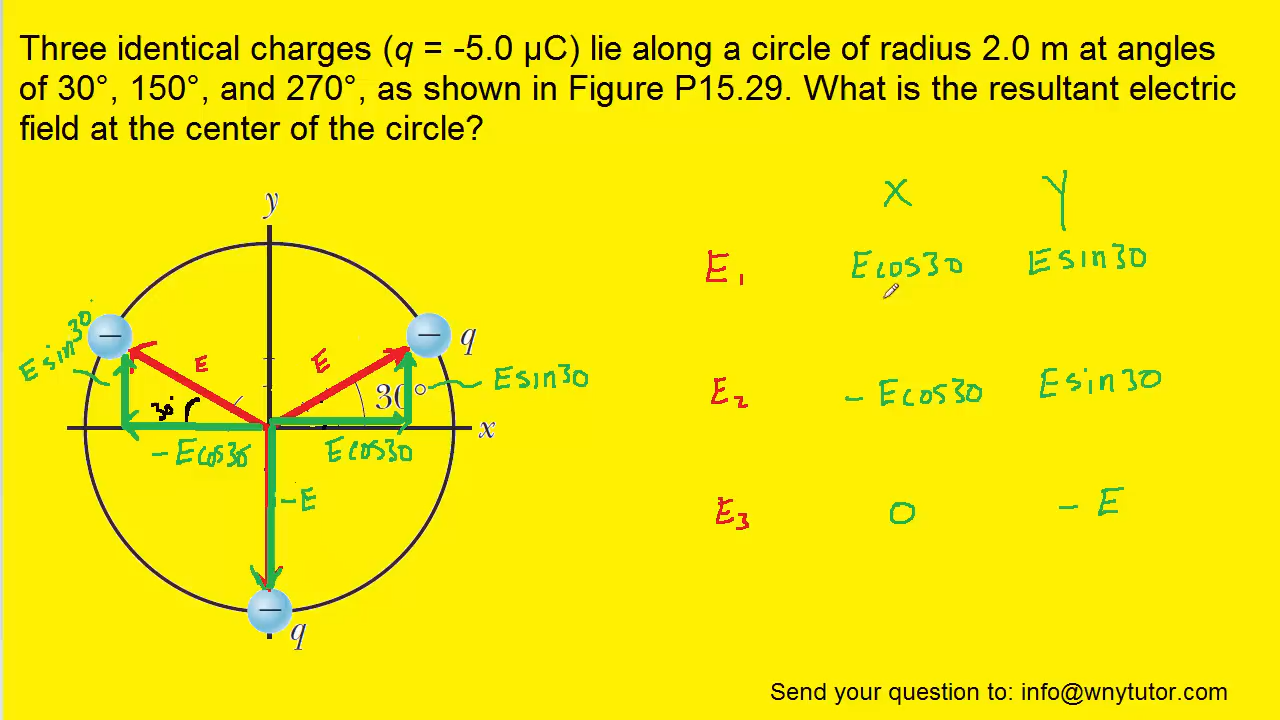 Three identical charges (q = -5.0 µC) lie along a circle of radius 2.0 m at angles
of 30°, 150°, and 270°, as shown in Figure P15.29. What is the resultant electric
field at the center of the circle?
y
X Y
E₁ Ecos30 Esin30
Esin30°
− − q
E E
30° 30° Esin30
x
−Ecos30 Ecos30
E₂ −Ecos30 Esin30
−E
E₃ 0 −E
−
q
Send your question to: info@wnytutor.com